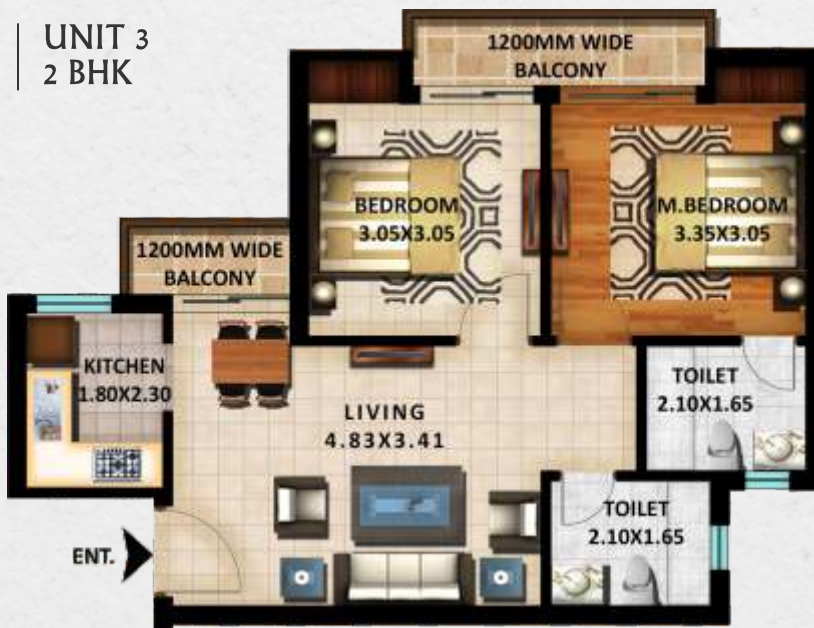 UNIT 3
2 BHK
1200MM WIDE
BALCONY
BEDROOM
3.05X3.05
M.BEDROOM
3.35X3.05
1200MM WIDE
BALCONY
KITCHEN
1.80X2.30
LIVING
4.83X3.41
TOILET
2.10X1.65
TOILET
2.10X1.65
ENT.